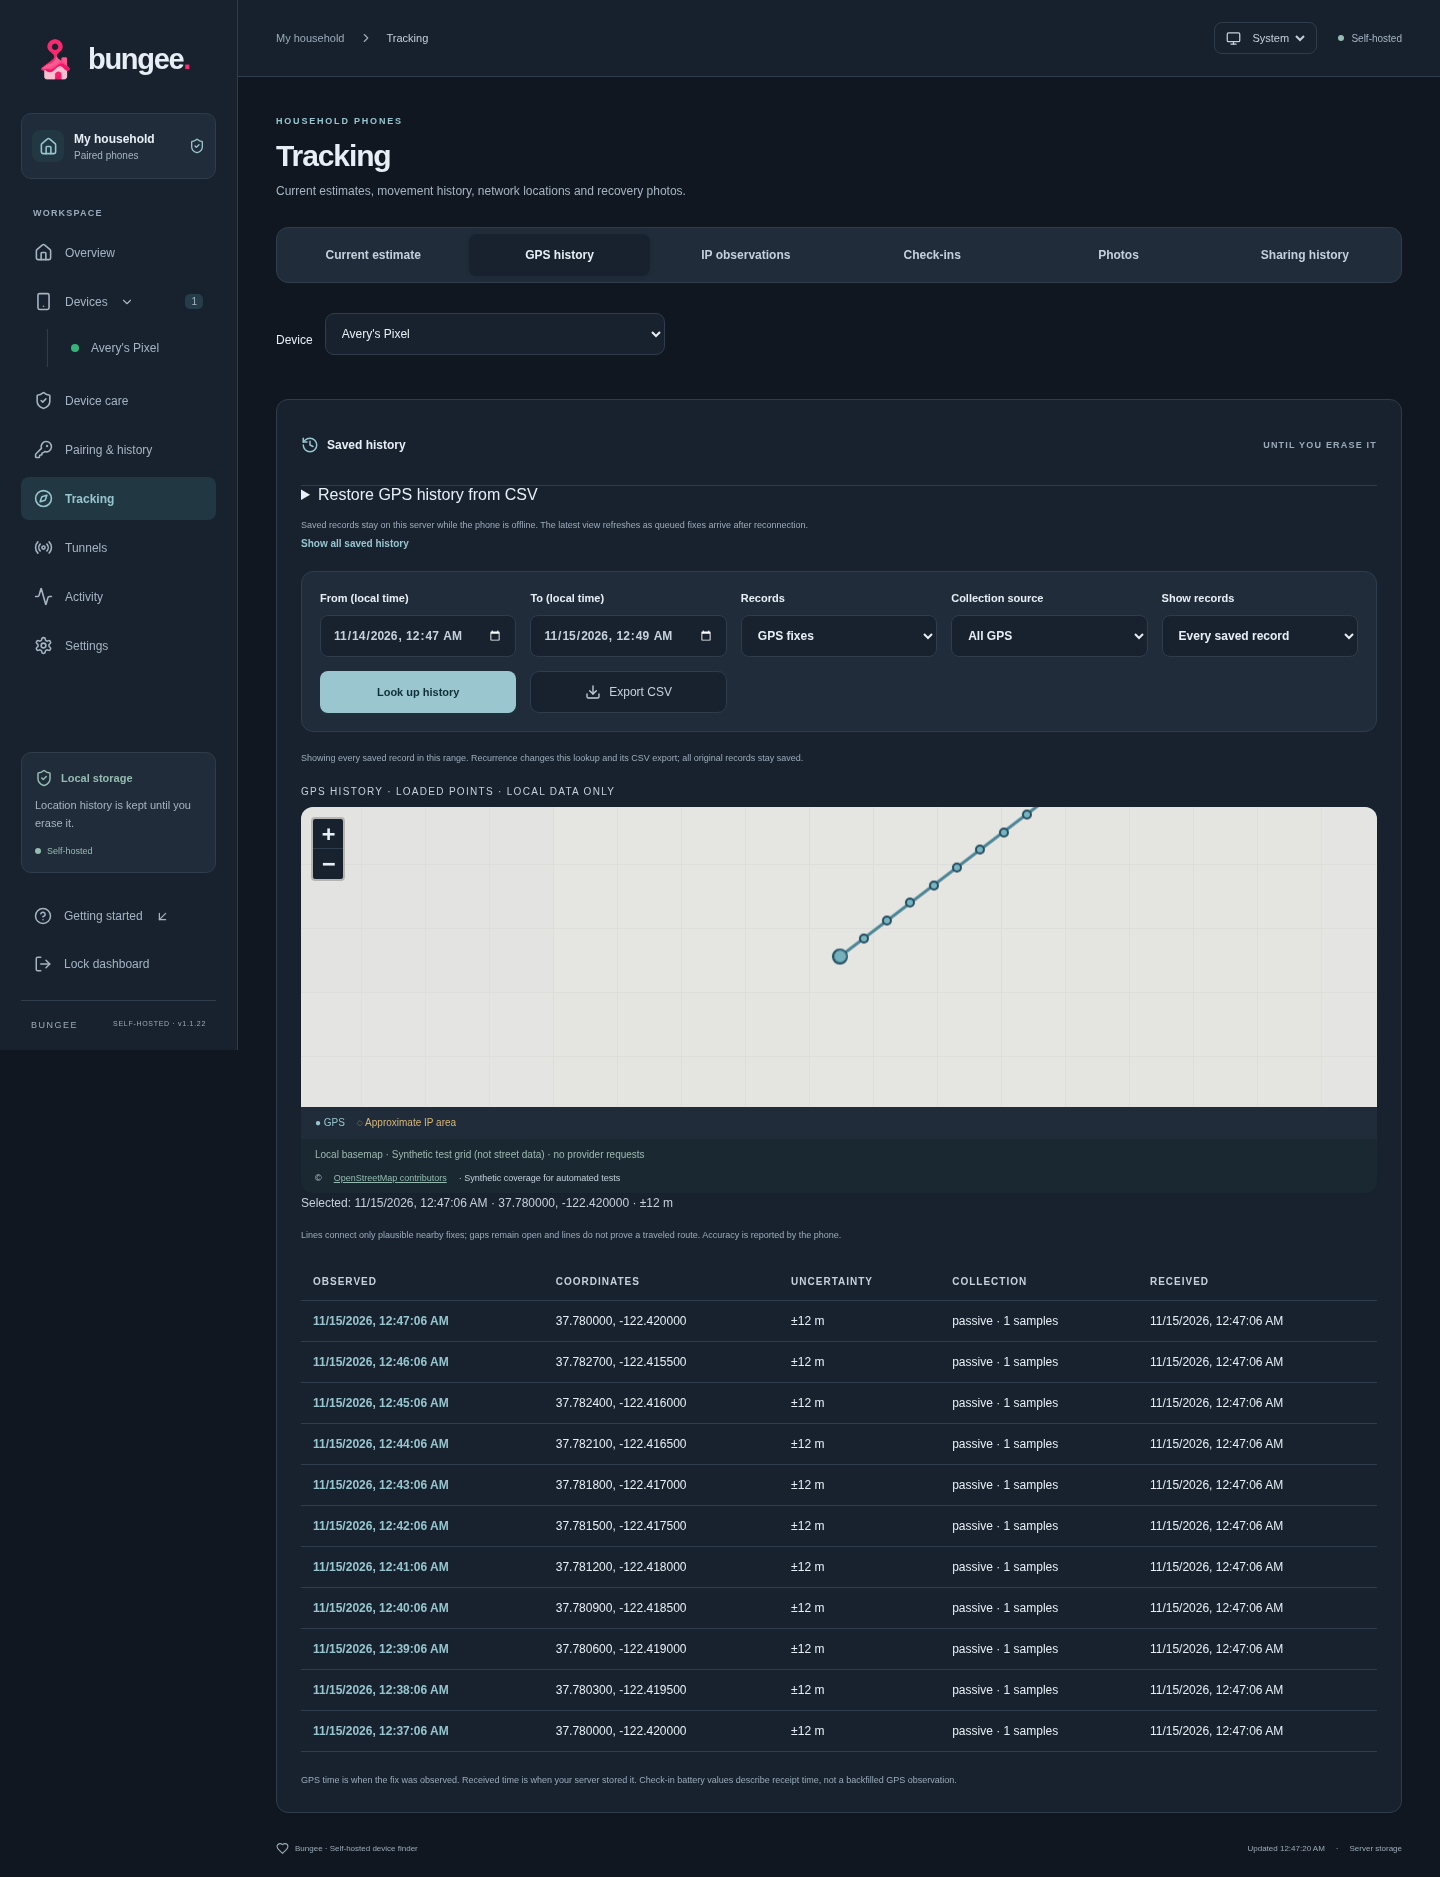 bungee.
My household
Paired phones
WORKSPACE
Overview
Devices 1
Avery's Pixel
Device care
Pairing & history
Tracking
Tunnels
Activity
Settings
Local storage
Location history is kept until you
erase it.
Self-hosted
Getting started
Lock dashboard
BUNGEE SELF-HOSTED · v1.1.22
My household Tracking
System Self-hosted
HOUSEHOLD PHONES
Tracking
Current estimates, movement history, network locations and recovery photos.
Current estimate GPS history IP observations Check-ins Photos Sharing history
Device Avery's Pixel
Saved history UNTIL YOU ERASE IT
Restore GPS history from CSV
Saved records stay on this server while the phone is offline. The latest view refreshes as queued fixes arrive after reconnection.
Show all saved history
From (local time) To (local time) Records Collection source Show records
11/14/2026, 12:47 AM 11/15/2026, 12:49 AM GPS fixes All GPS Every saved record
Look up history Export CSV
Showing every saved record in this range. Recurrence changes this lookup and its CSV export; all original records stay saved.
GPS HISTORY · LOADED POINTS · LOCAL DATA ONLY
+
−
● GPS ○ Approximate IP area
Local basemap · Synthetic test grid (not street data) · no provider requests
© OpenStreetMap contributors · Synthetic coverage for automated tests
Selected: 11/15/2026, 12:47:06 AM · 37.780000, -122.420000 · ±12 m
Lines connect only plausible nearby fixes; gaps remain open and lines do not prove a traveled route. Accuracy is reported by the phone.
OBSERVED COORDINATES UNCERTAINTY COLLECTION RECEIVED
11/15/2026, 12:47:06 AM 37.780000, -122.420000 ±12 m passive · 1 samples 11/15/2026, 12:47:06 AM
11/15/2026, 12:46:06 AM 37.782700, -122.415500 ±12 m passive · 1 samples 11/15/2026, 12:47:06 AM
11/15/2026, 12:45:06 AM 37.782400, -122.416000 ±12 m passive · 1 samples 11/15/2026, 12:47:06 AM
11/15/2026, 12:44:06 AM 37.782100, -122.416500 ±12 m passive · 1 samples 11/15/2026, 12:47:06 AM
11/15/2026, 12:43:06 AM 37.781800, -122.417000 ±12 m passive · 1 samples 11/15/2026, 12:47:06 AM
11/15/2026, 12:42:06 AM 37.781500, -122.417500 ±12 m passive · 1 samples 11/15/2026, 12:47:06 AM
11/15/2026, 12:41:06 AM 37.781200, -122.418000 ±12 m passive · 1 samples 11/15/2026, 12:47:06 AM
11/15/2026, 12:40:06 AM 37.780900, -122.418500 ±12 m passive · 1 samples 11/15/2026, 12:47:06 AM
11/15/2026, 12:39:06 AM 37.780600, -122.419000 ±12 m passive · 1 samples 11/15/2026, 12:47:06 AM
11/15/2026, 12:38:06 AM 37.780300, -122.419500 ±12 m passive · 1 samples 11/15/2026, 12:47:06 AM
11/15/2026, 12:37:06 AM 37.780000, -122.420000 ±12 m passive · 1 samples 11/15/2026, 12:47:06 AM
GPS time is when the fix was observed. Received time is when your server stored it. Check-in battery values describe receipt time, not a backfilled GPS observation.
Bungee · Self-hosted device finder Updated 12:47:20 AM · Server storage